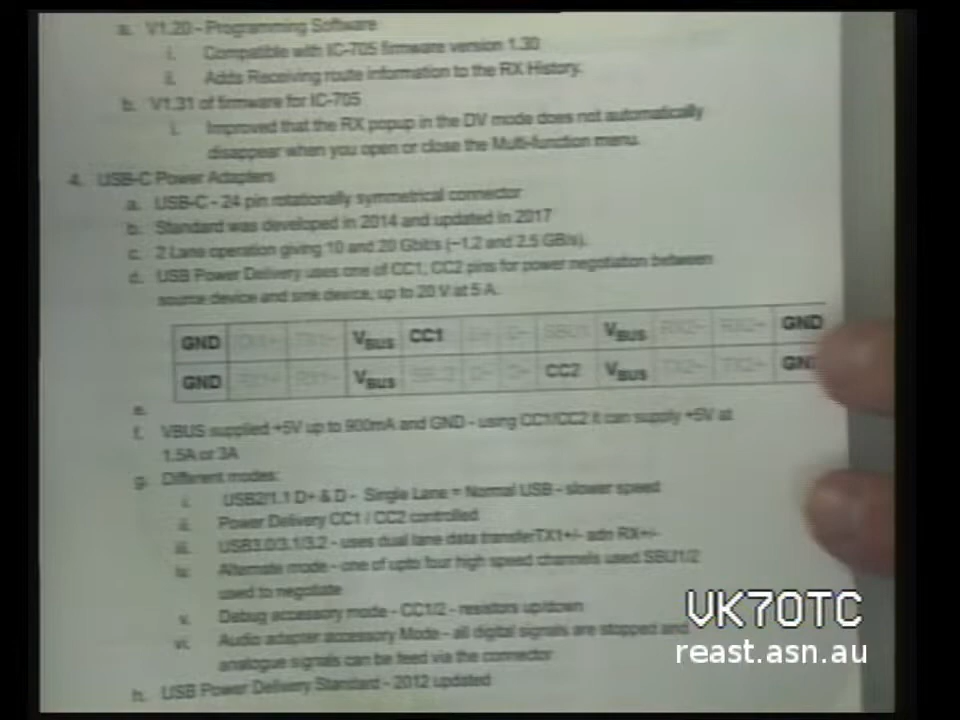 a. V1.20 - Programming Software
i. Compatible with IC-705 firmware version 1.30
ii. Adds Receiving route information to the RX History.
b. V1.31 of firmware for IC-705
i. Improved that the RX popup in the DV mode does not automatically
disappear when you open or close the Multi-function menu.
4. USB-C Power Adapters
a. USB-C - 24 pin rotationally symmetrical connector
b. Standard was developed in 2014 and updated in 2017
c. 2 Lane operation giving 10 and 20 Gbit/s (~1.2 and 2.5 GB/s).
d. USB Power Delivery uses one of CC1, CC2 pins for power negotiation between
source device and sink device, up to 20 V at 5 A.
GND TX1+ TX1- VBUS CC1 D+ D- SBU1 VBUS RX2- RX2+ GND
GND RX1+ RX1- VBUS SBU2 D- D+ CC2 VBUS TX2- TX2+ GND
e.
f. VBUS supplied +5V up to 900mA and GND - using CC1/CC2 it can supply +5V at
1.5A or 3A
g. Different modes:
i. USB2/1.1 D+ & D- Single Lane = Normal USB - slower speed
ii. Power Delivery CC1 / CC2 controlled
iii. USB3.0/3.1/3.2 - uses dual lane data transferTX1+/- adn RX+/-
iv. Alternate mode - one of upto four high speed channels used SBU1/2
used to negotiate
v. Debug accessory mode - CC1/2 - resistors up/down
vi. Audio adapter accessory Mode - all digital signals are stopped and
analogue signals can be feed via the connector
h. USB Power Delivery Standard - 2012 updated
VK7OTC
reast.asn.au